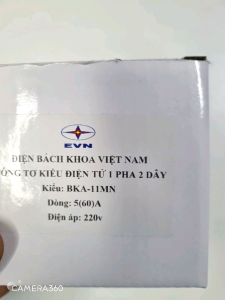 EVN
ĐIỆN BÁCH KHOA VIỆT NAM
ÔNG TƠ KIỂU ĐIỆN TỬ 1 PHA 2 DÂY
Kiểu: BKA-11MN
Dòng: 5(60)A
Điện áp: 220v
CAMERA360